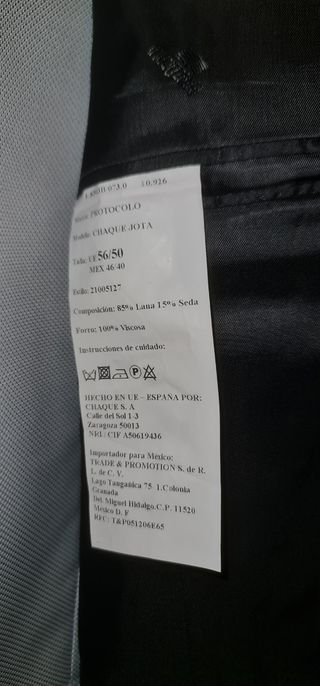 10.926
Marca: PROTOCOLO
Modelo: CHAQUE JOTA
Talla: UE 56/50
MEX 46/40
Estilo: 21005127
Composición: 85% Lana 15% Seda
Forro: 100% Viscosa
Instrucciones de cuidado:
P
HECHO EN UE - ESPAÑA POR:
CHAQUE S. A
Calle del Sol 1-3
Zaragoza 50013
CIF A50619436
Importador para México:
TRADE & PROMOTION S. de R.
L. de C. V.
Lago Tanganica 75. 1.Colonia
Granada
Del. Miguel Hidalgo.C.P. 11520
México D. F
RFC: T&P051206E65